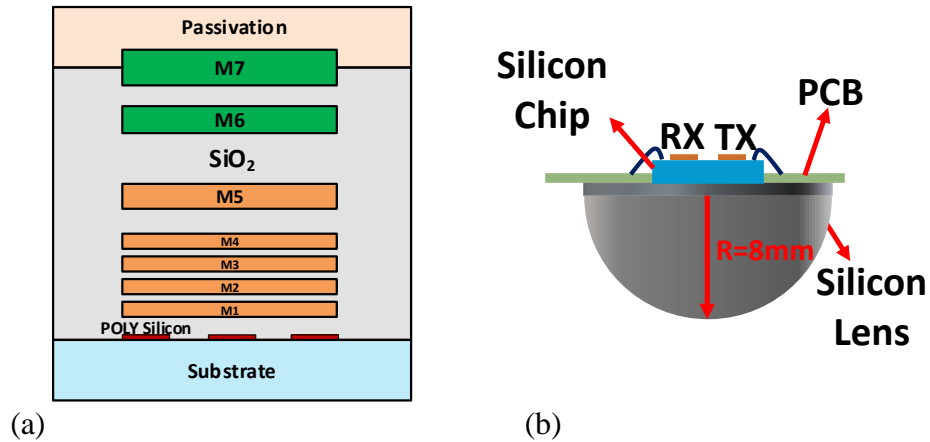 Passivation
M7
M6
SiO2
M5
M4
M3
M2
M1
POLY Silicon
Substrate
(a)
Silicon
Chip
RX TX
PCB
R=8mm
Silicon
Lens
(b)